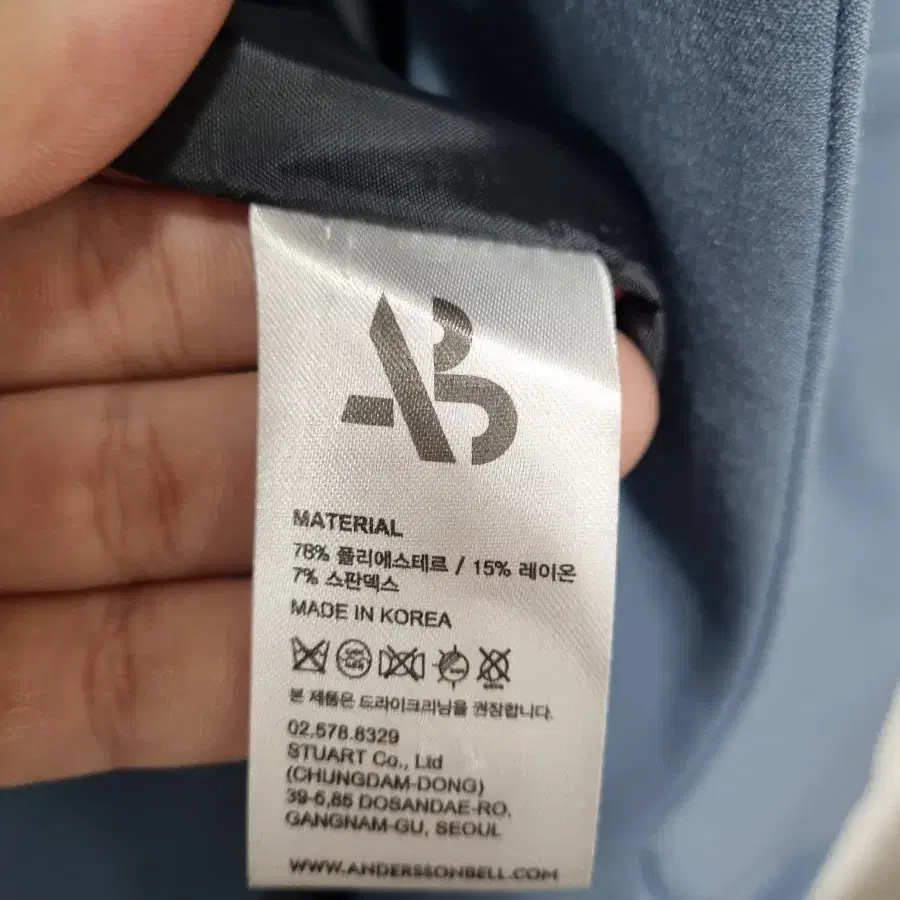 AB
MATERIAL
78% 폴리에스테르 / 15% 레이온
7% 스판덱스
MADE IN KOREA
본 제품은 드라이크리닝을 권장합니다.
02.578.8329
STUART Co., Ltd
(CHUNGDAM-DONG)
39-5,85 DOSANDAE-RO,
GANGNAM-GU, SEOUL
WWW.ANDERSSONBELL.COM